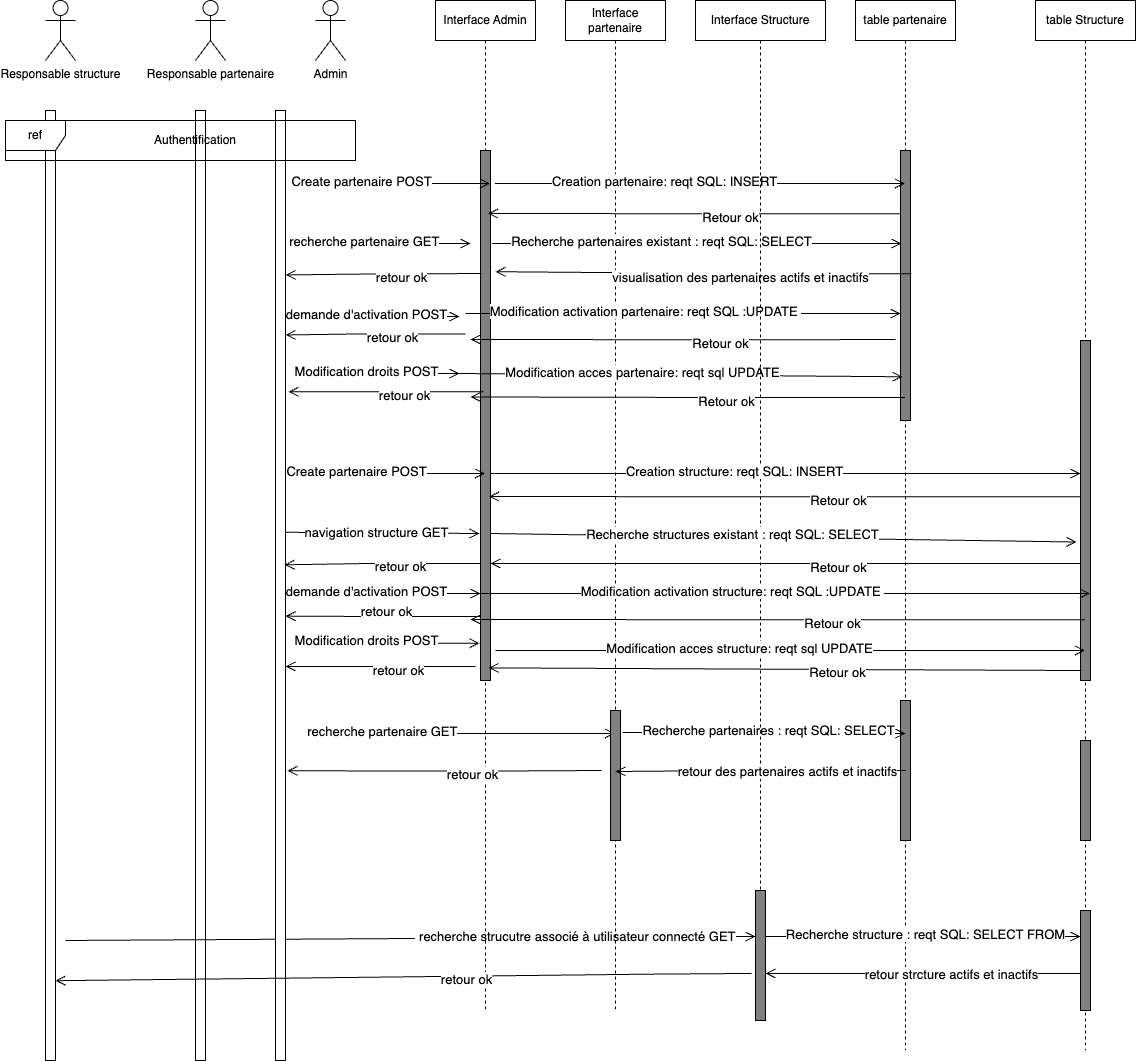 Interface Admin
Interface
partenaire
Interface Structure
table partenaire
table Structure
Responsable structure
Responsable partenaire
Admin
ref
Authentification
Create partenaire POST
Creation partenaire: reqt SQL: INSERT
Retour ok
recherche partenaire GET
Recherche partenaires existant : reqt SQL: SELECT
retour ok
visualisation des partenaires actifs et inactifs
demande d'activation POST
Modification activation partenaire: reqt SQL :UPDATE
retour ok
Retour ok
Modification droits POST
Modification acces partenaire: reqt sql UPDATE
retour ok
Retour ok
Create partenaire POST
Creation structure: reqt SQL: INSERT
Retour ok
navigation structure GET
Recherche structures existant : reqt SQL: SELECT
retour ok
Retour ok
demande d'activation POST
Modification activation structure: reqt SQL :UPDATE
retour ok
Retour ok
Modification droits POST
Modification acces structure: reqt sql UPDATE
retour ok
Retour ok
recherche partenaire GET
Recherche partenaires : reqt SQL: SELECT
retour ok
retour des partenaires actifs et inactifs
recherche strucutre associé à utilisateur connecté GET
Recherche structure : reqt SQL: SELECT FROM
retour ok
retour strcture actifs et inactifs